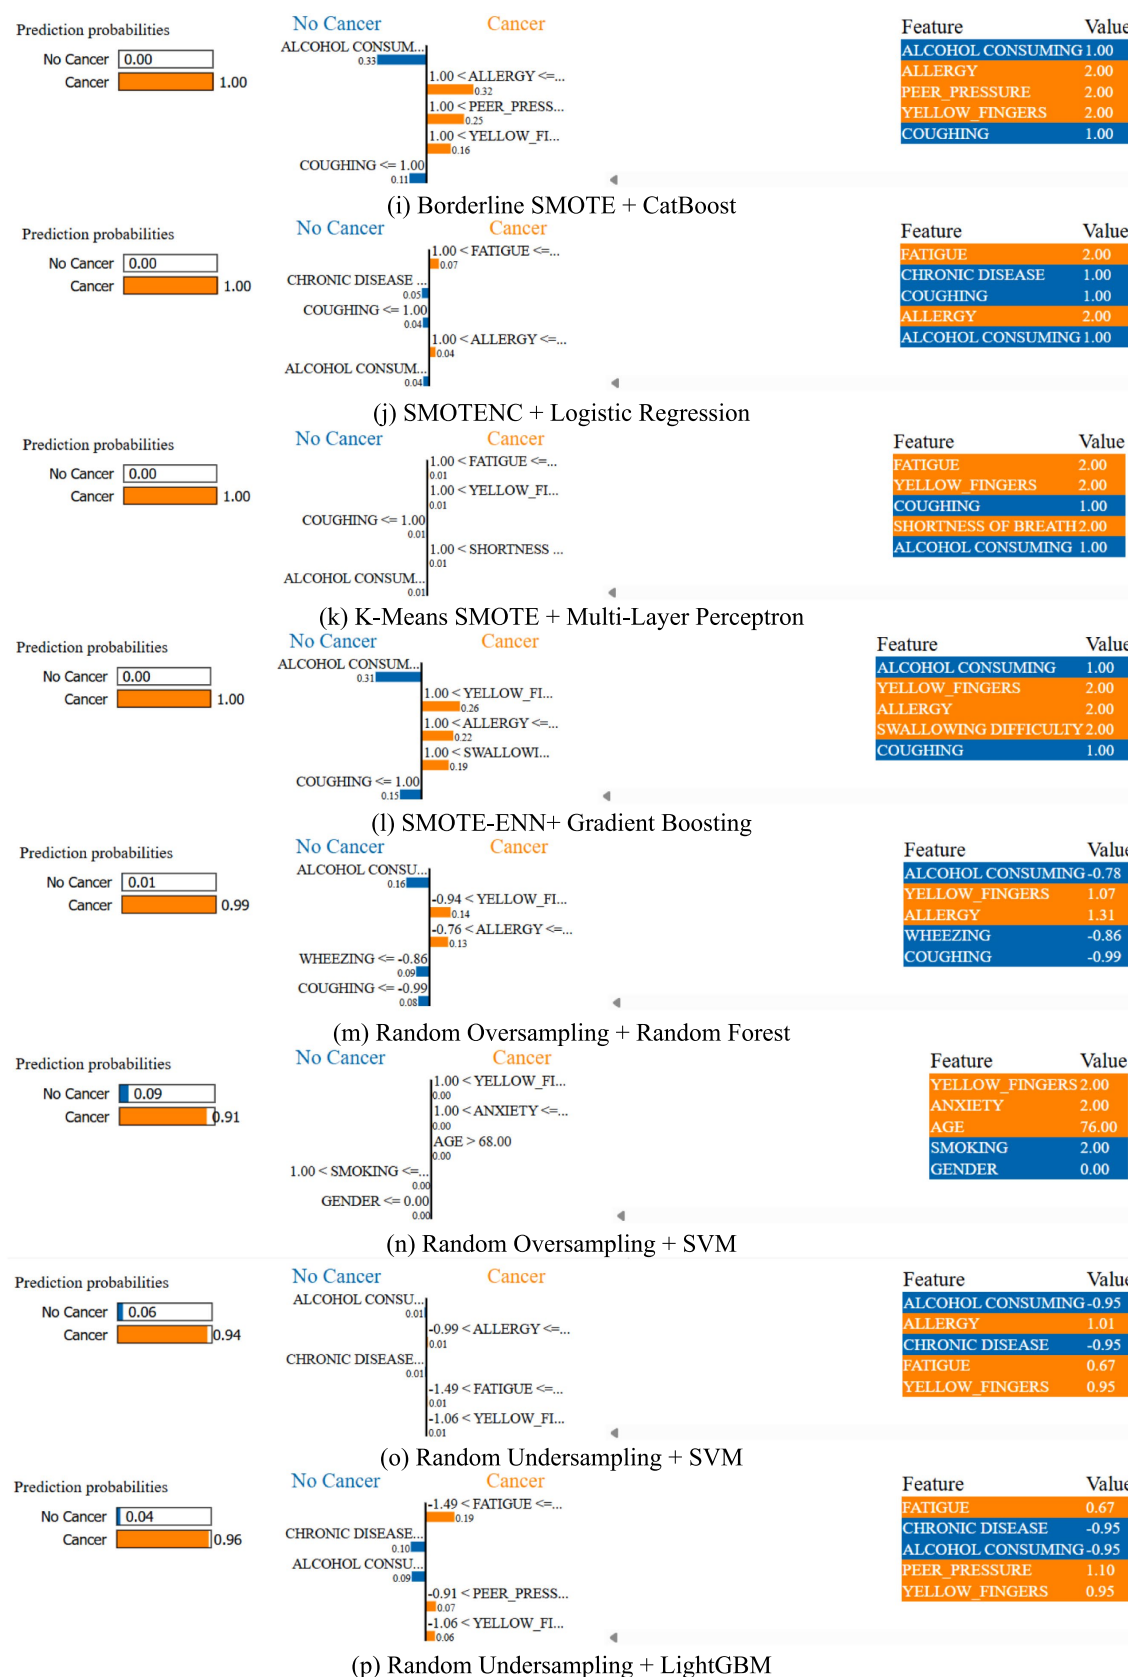 Prediction probabilities
No Cancer 0.00
Cancer 1.00
No Cancer Cancer
ALCOHOL CONSUM...
0.33
1.00 < ALLERGY <=...
0.32
1.00 < PEER_PRESS...
0.25
1.00 < YELLOW_FI...
0.16
COUGHING <= 1.00
0.11
Feature Value
ALCOHOL CONSUMING 1.00
ALLERGY 2.00
PEER_PRESSURE 2.00
YELLOW_FINGERS 2.00
COUGHING 1.00
(i) Borderline SMOTE + CatBoost
Prediction probabilities
No Cancer 0.00
Cancer 1.00
No Cancer Cancer
1.00 < FATIGUE <=...
0.07
CHRONIC DISEASE ...
0.05
COUGHING <= 1.00
0.04
1.00 < ALLERGY <=...
0.04
ALCOHOL CONSUM...
0.04
Feature Value
FATIGUE 2.00
CHRONIC DISEASE 1.00
COUGHING 1.00
ALLERGY 2.00
ALCOHOL CONSUMING 1.00
(j) SMOTENC + Logistic Regression
Prediction probabilities
No Cancer 0.00
Cancer 1.00
No Cancer Cancer
1.00 < FATIGUE <=...
0.01
1.00 < YELLOW_FI...
0.01
COUGHING <= 1.00
0.01
1.00 < SHORTNESS ...
0.01
ALCOHOL CONSUM...
0.01
Feature Value
FATIGUE 2.00
YELLOW_FINGERS 2.00
COUGHING 1.00
SHORTNESS OF BREATH 2.00
ALCOHOL CONSUMING 1.00
(k) K-Means SMOTE + Multi-Layer Perceptron
Prediction probabilities
No Cancer 0.00
Cancer 1.00
No Cancer Cancer
ALCOHOL CONSUM...
0.31
1.00 < YELLOW_FI...
0.26
1.00 < ALLERGY <=...
0.22
1.00 < SWALLOWI...
0.19
COUGHING <= 1.00
0.15
Feature Value
ALCOHOL CONSUMING 1.00
YELLOW_FINGERS 2.00
ALLERGY 2.00
SWALLOWING DIFFICULTY 2.00
COUGHING 1.00
(l) SMOTE-ENN+ Gradient Boosting
Prediction probabilities
No Cancer 0.01
Cancer 0.99
No Cancer Cancer
ALCOHOL CONSU...
0.16
-0.94 < YELLOW_FI...
0.14
-0.76 < ALLERGY <=...
0.13
WHEEZING <= -0.86
0.09
COUGHING <= -0.99
0.08
Feature Value
ALCOHOL CONSUMING -0.78
YELLOW_FINGERS 1.07
ALLERGY 1.31
WHEEZING -0.86
COUGHING -0.99
(m) Random Oversampling + Random Forest
Prediction probabilities
No Cancer 0.09
Cancer 0.91
No Cancer Cancer
1.00 < YELLOW_FI...
0.00
1.00 < ANXIETY <=...
0.00
AGE > 68.00
0.00
1.00 < SMOKING <=...
0.00
GENDER <= 0.00
0.00
Feature Value
YELLOW_FINGERS 2.00
ANXIETY 2.00
AGE 76.00
SMOKING 2.00
GENDER 0.00
(n) Random Oversampling + SVM
Prediction probabilities
No Cancer 0.06
Cancer 0.94
No Cancer Cancer
ALCOHOL CONSU...
0.01
-0.99 < ALLERGY <=...
0.01
CHRONIC DISEASE...
0.01
-1.49 < FATIGUE <=...
0.01
-1.06 < YELLOW_FI...
0.01
Feature Value
ALCOHOL CONSUMING -0.95
ALLERGY 1.01
CHRONIC DISEASE -0.95
FATIGUE 0.67
YELLOW_FINGERS 0.95
(o) Random Undersampling + SVM
Prediction probabilities
No Cancer 0.04
Cancer 0.96
No Cancer Cancer
-1.49 < FATIGUE <=...
0.19
CHRONIC DISEASE...
0.10
ALCOHOL CONSU...
0.09
-0.91 < PEER_PRESS...
0.07
-1.06 < YELLOW_FI...
0.06
Feature Value
FATIGUE 0.67
CHRONIC DISEASE -0.95
ALCOHOL CONSUMING -0.95
PEER_PRESSURE 1.10
YELLOW_FINGERS 0.95
(p) Random Undersampling + LightGBM